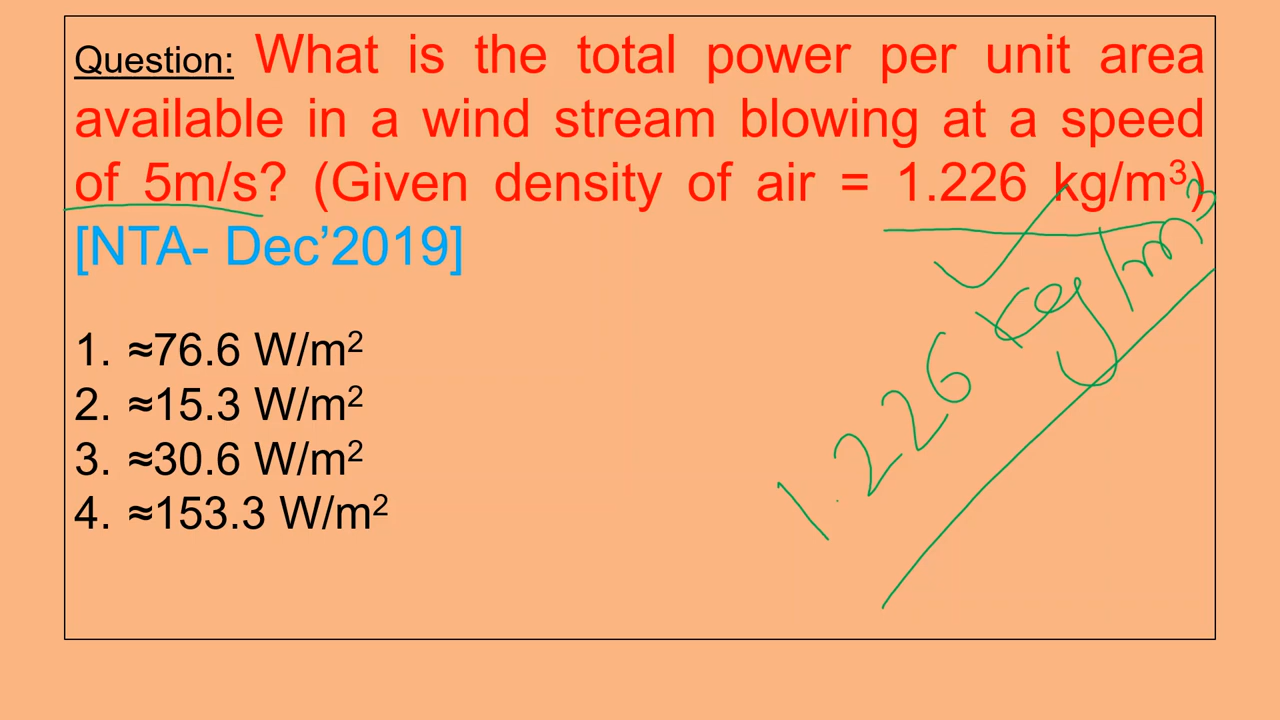 Question: What is the total power per unit area
available in a wind stream blowing at a speed
of 5m/s? (Given density of air = 1.226 kg/m³)
[NTA- Dec’2019]
1. ≈76.6 W/m²
2. ≈15.3 W/m²
3. ≈30.6 W/m²
4. ≈153.3 W/m²
1.226 kg/m³